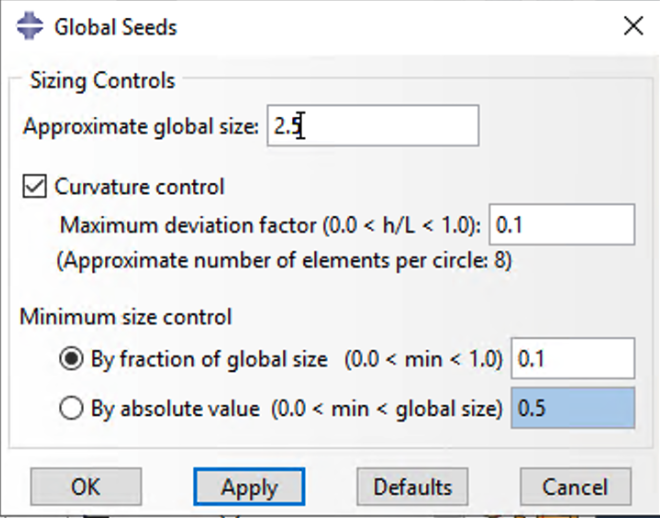 Global Seeds
Sizing Controls
Approximate global size: 2.5
Curvature control
Maximum deviation factor (0.0 < h/L < 1.0): 0.1
(Approximate number of elements per circle: 8)
Minimum size control
By fraction of global size (0.0 < min < 1.0) 0.1
By absolute value (0.0 < min < global size) 0.5
OK Apply Defaults Cancel